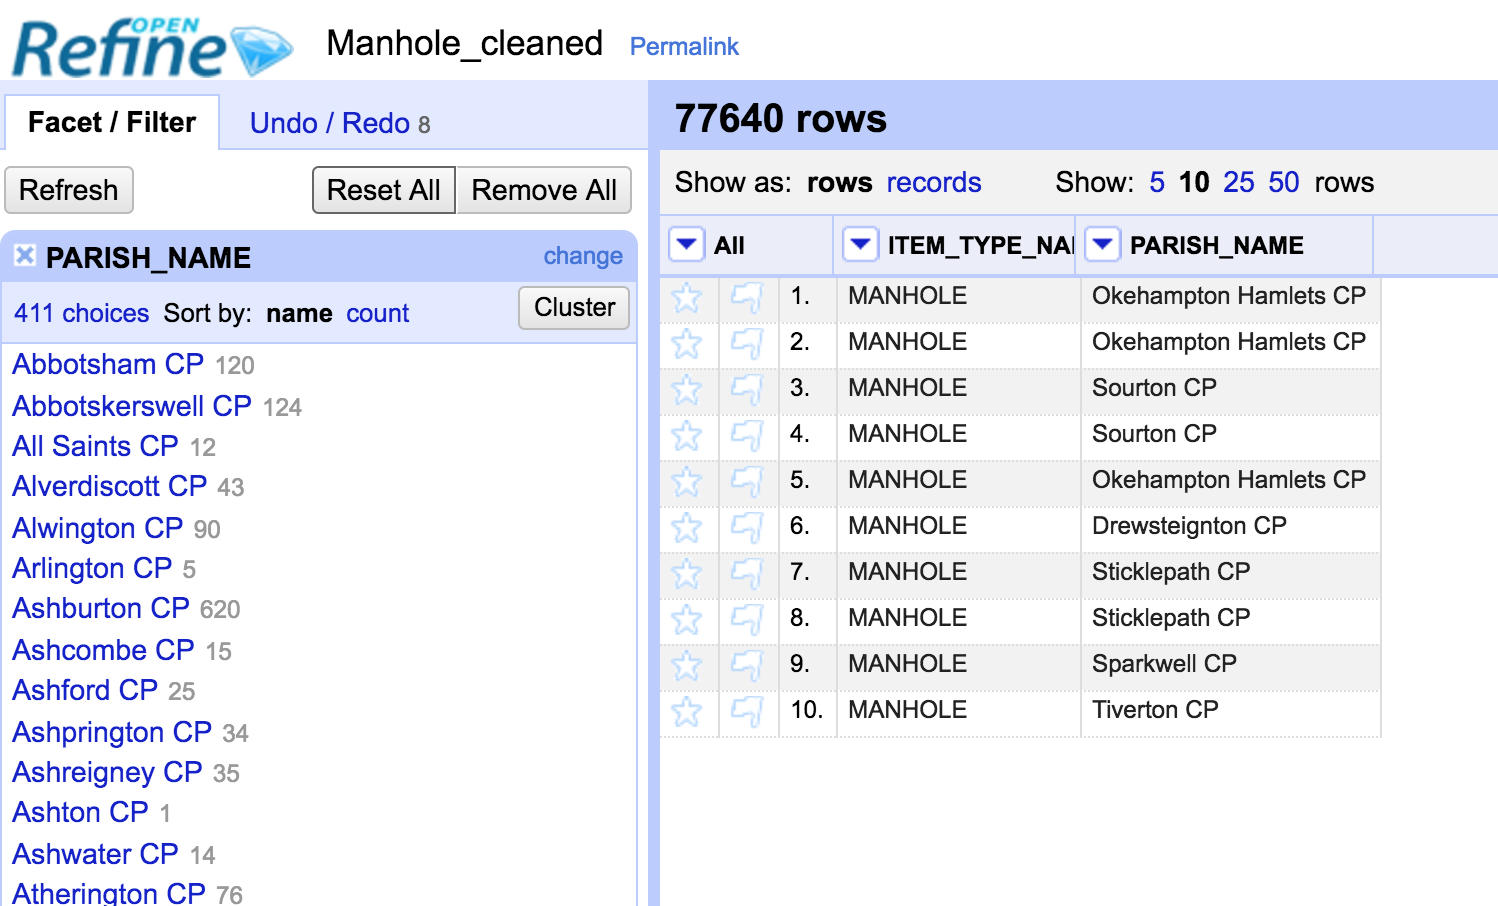 OPEN
Refine Manhole_cleaned Permalink
Facet / Filter Undo / Redo 8
Refresh Reset All Remove All
PARISH_NAME change
411 choices Sort by: name count Cluster
Abbotsham CP 120
Abbotskerswell CP 124
All Saints CP 12
Alverdiscott CP 43
Alwington CP 90
Arlington CP 5
Ashburton CP 620
Ashcombe CP 15
Ashford CP 25
Ashprington CP 34
Ashreigney CP 35
Ashton CP 1
Ashwater CP 14
Atherington CP 76
77640 rows
Show as: rows records Show: 5 10 25 50 rows
All ITEM_TYPE_NA PARISH_NAME
1. MANHOLE Okehampton Hamlets CP
2. MANHOLE Okehampton Hamlets CP
3. MANHOLE Sourton CP
4. MANHOLE Sourton CP
5. MANHOLE Okehampton Hamlets CP
6. MANHOLE Drewsteignton CP
7. MANHOLE Sticklepath CP
8. MANHOLE Sticklepath CP
9. MANHOLE Sparkwell CP
10. MANHOLE Tiverton CP